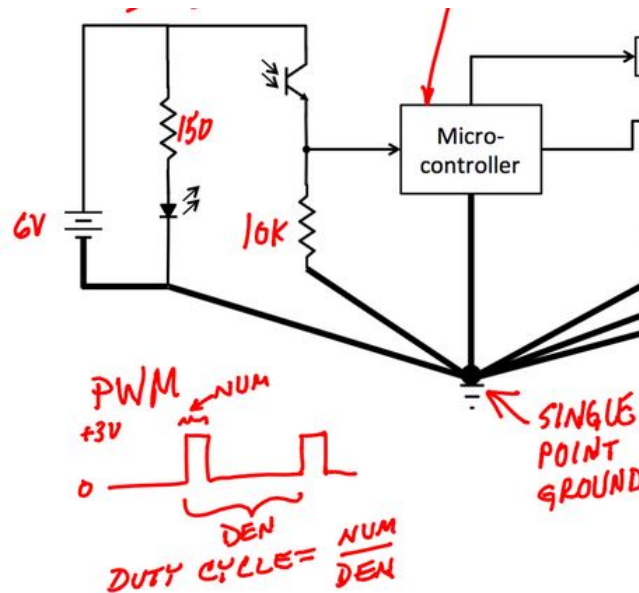 150
6V
10K
Micro-
controller
PWM
NUM
+3V
0
DEN
DUTY CYCLE = NUM
DEN
SINGLE
POINT
GROUND